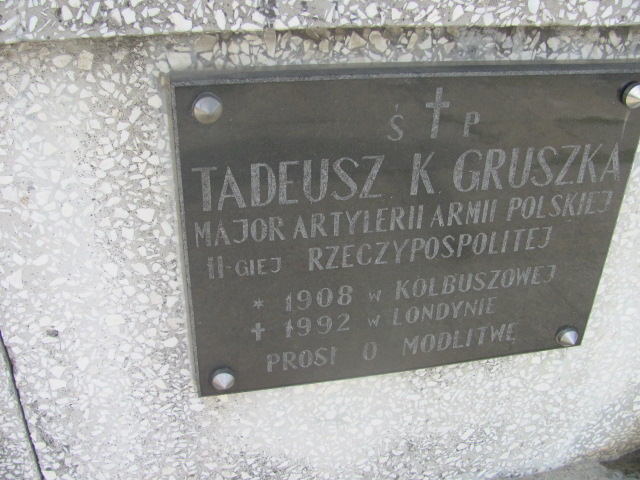 Ś P
TADEUSZ K. GRUSZKA
MAJOR ARTYLERII ARMII POLSKIEJ
II-GIEJ RZECZYPOSPOLITEJ
* 1908 W KOLBUSZOWEJ
✝ 1992 W LONDYNIE
PROSI O MODLITWĘ